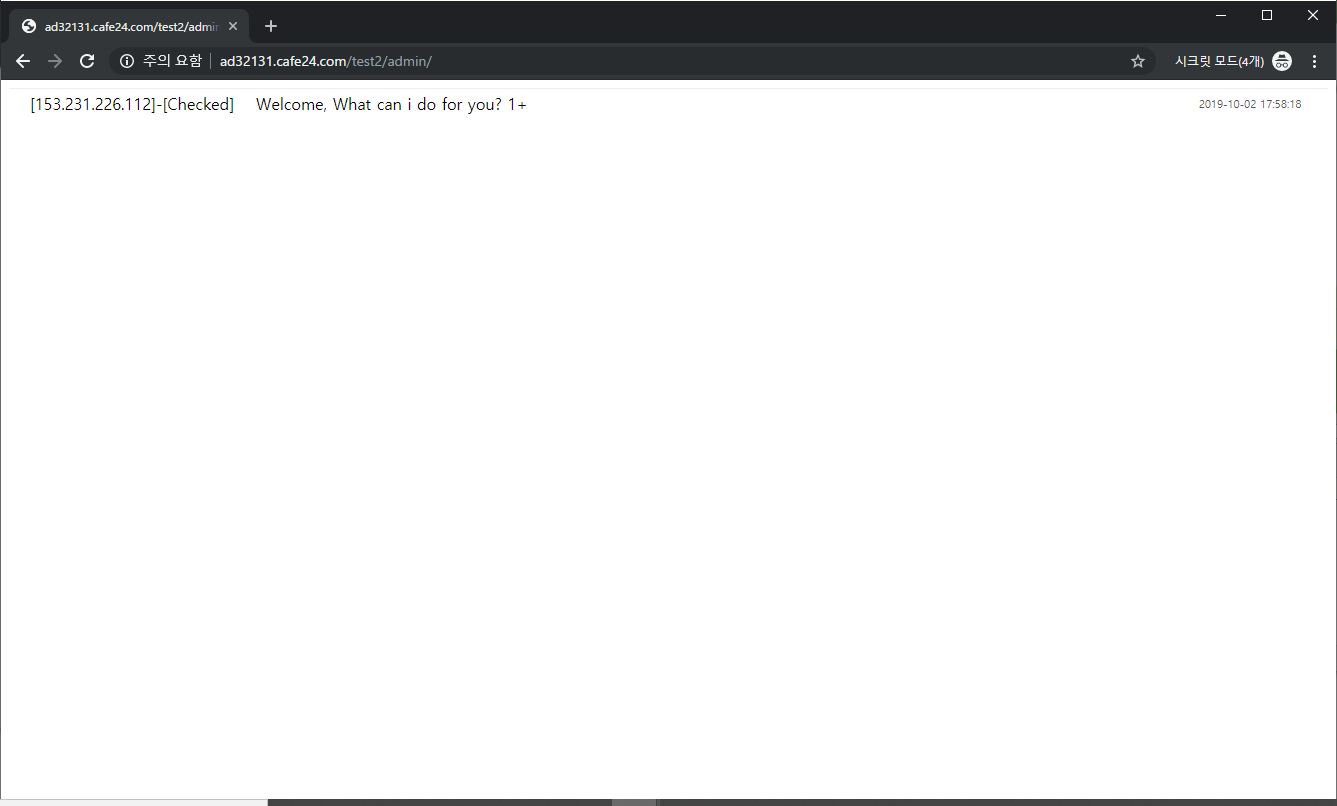 ad32131.cafe24.com/test2/admin
주의 요함 ad32131.cafe24.com/test2/admin/ 시크릿 모드(4개)
[153.231.226.112]-[Checked] Welcome, What can i do for you? 1+ 2019-10-02 17:58:18